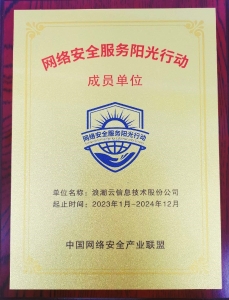 网络安全服务阳光行动
成员单位
网络安全服务阳光行动
单位名称：浪潮云信息技术股份公司
起止时间：2023年1月-2024年12月
中国网络安全产业联盟